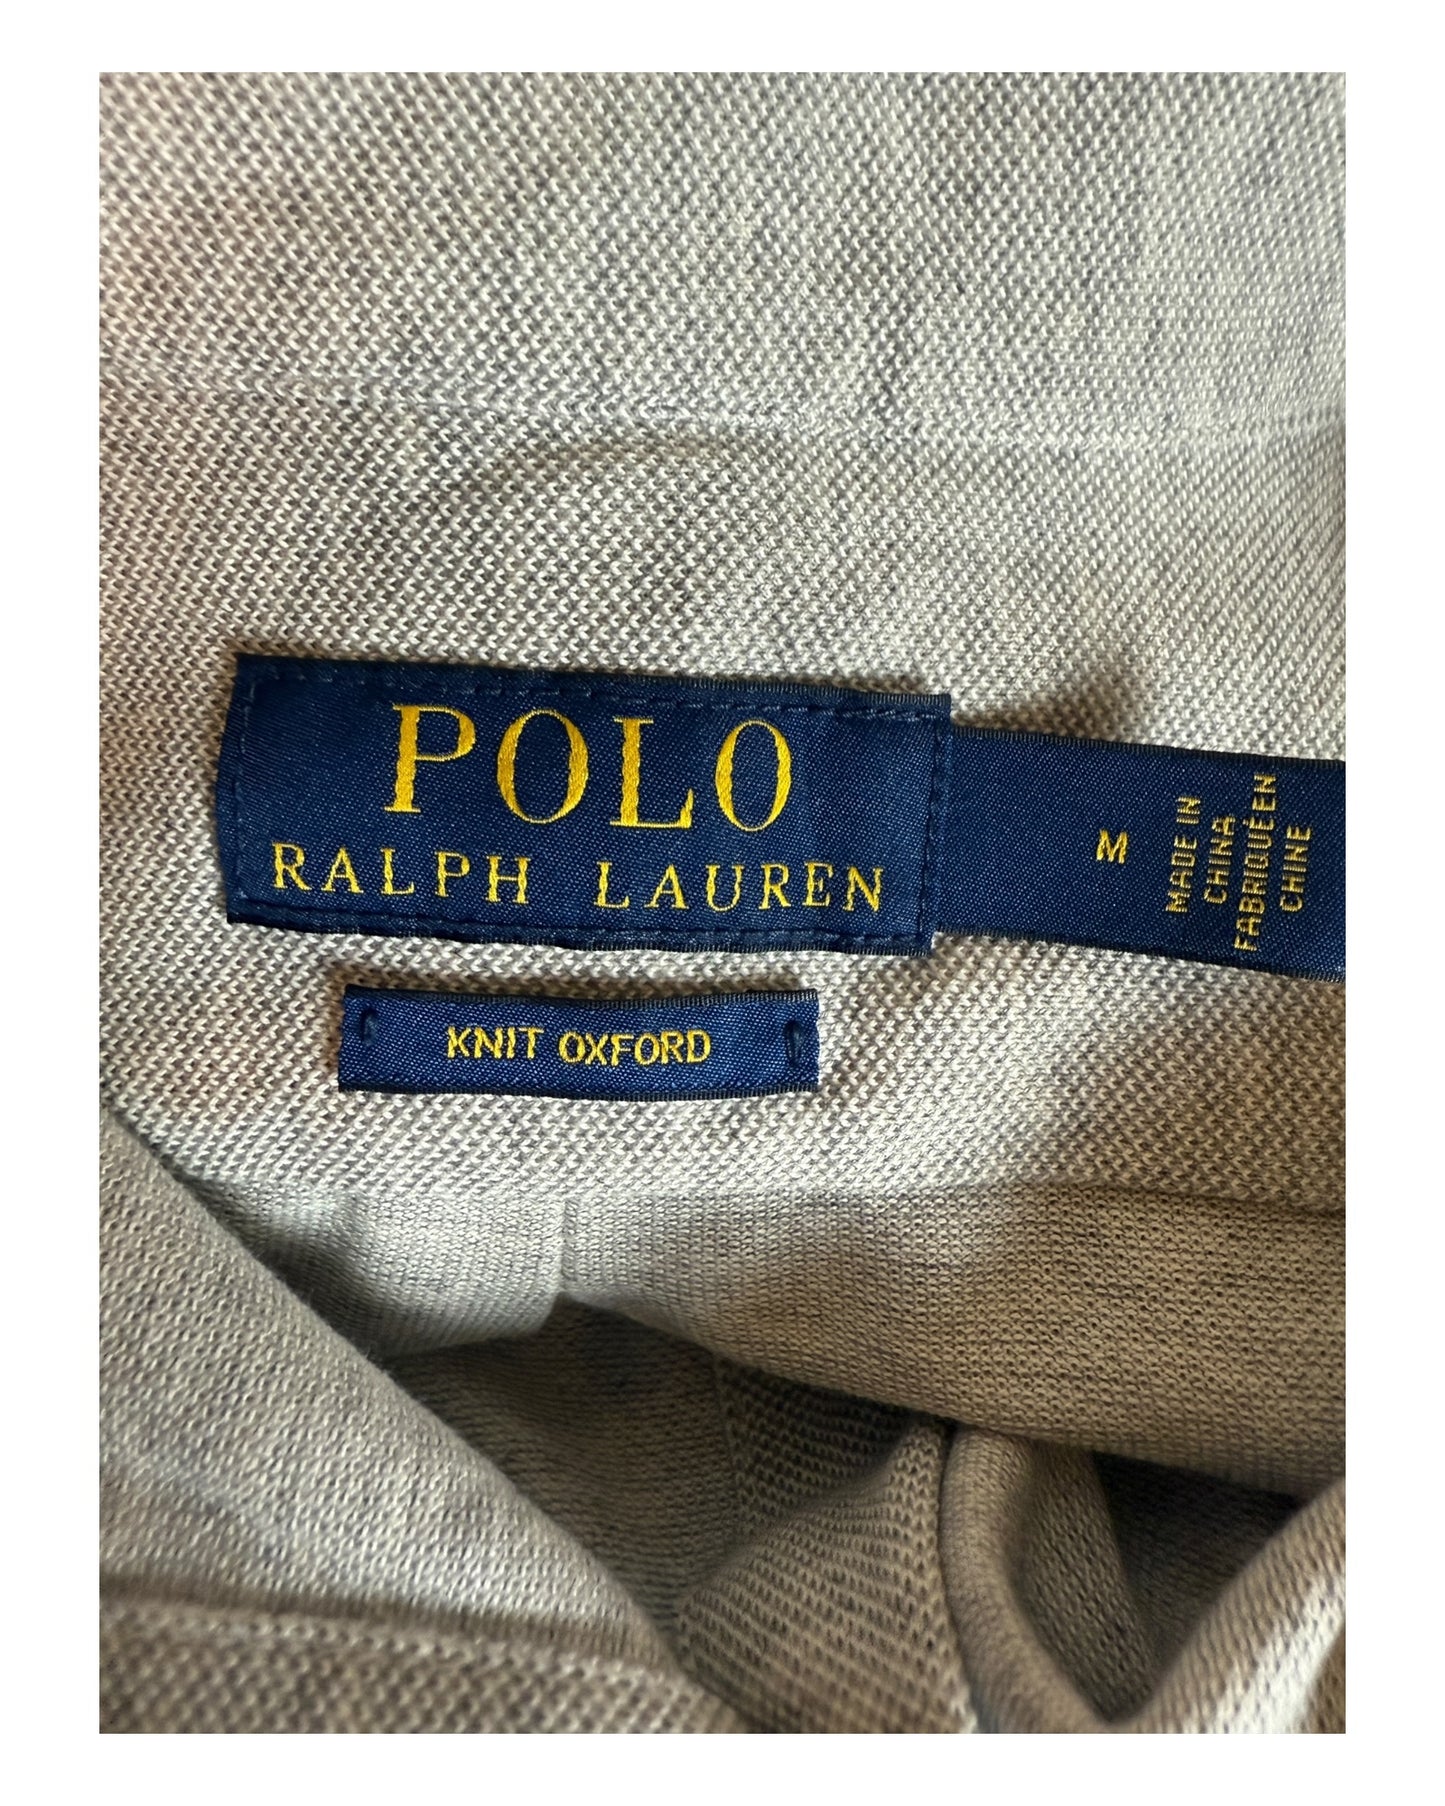 POLO
RALPH LAUREN
M
MADE IN
CHINA
FABRIQUÉ EN
CHINE
KNIT OXFORD